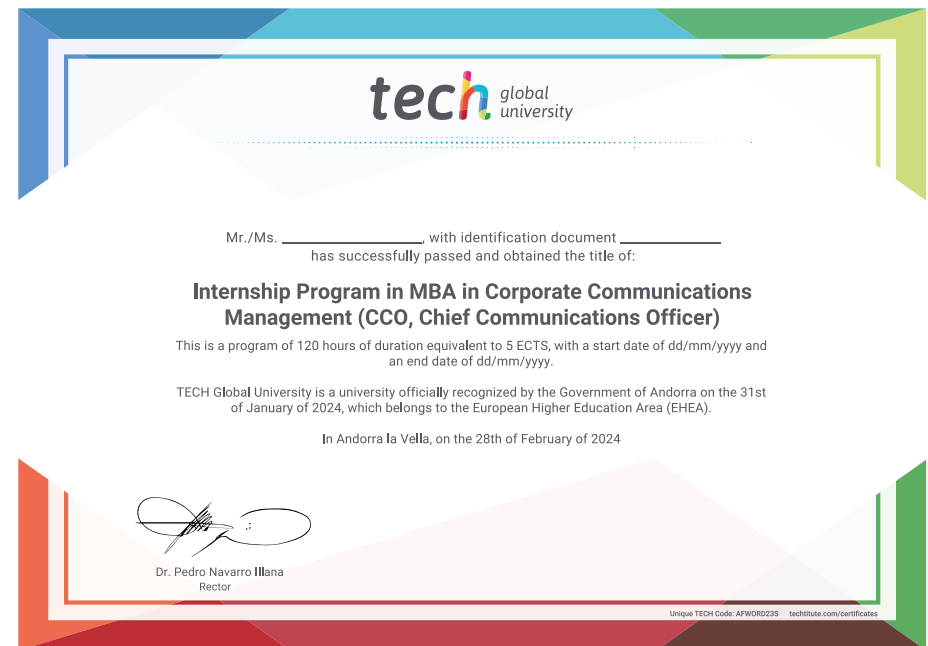 tech global university
Mr./Ms. ____________, with identification document ____________
has successfully passed and obtained the title of:
Internship Program in MBA in Corporate Communications
Management (CCO, Chief Communications Officer)
This is a program of 120 hours of duration equivalent to 5 ECTS, with a start date of dd/mm/yyyy and
an end date of dd/mm/yyyy.
TECH Global University is a university officially recognized by the Government of Andorra on the 31st
of January of 2024, which belongs to the European Higher Education Area (EHEA).
In Andorra la Vella, on the 28th of February of 2024
Dr. Pedro Navarro Illana
Rector
Unique TECH Code: AFWORD23S techtitute.com/certificates